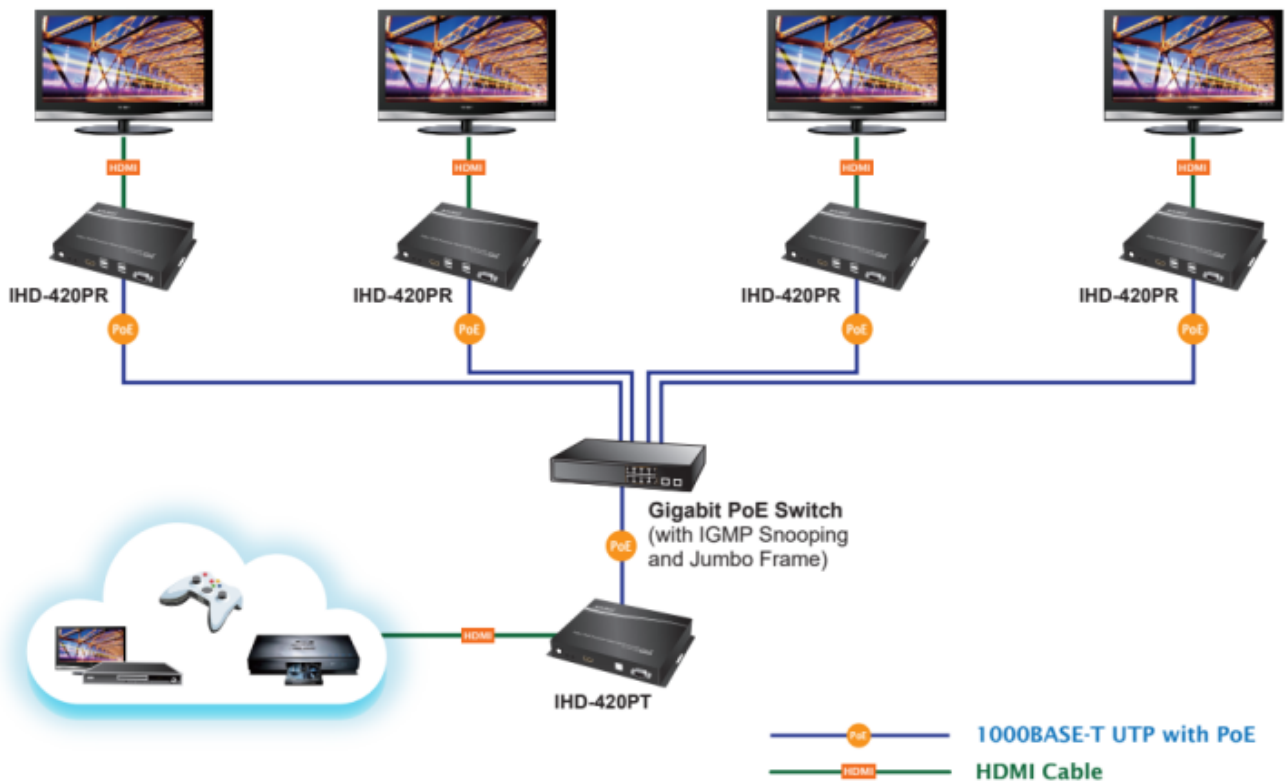 HDMI
HDMI
HDMI
HDMI
IHD-420PR
IHD-420PR
IHD-420PR
IHD-420PR
PoE
PoE
PoE
PoE
Gigabit PoE Switch
(with IGMP Snooping
and Jumbo Frame)
PoE
HDMI
IHD-420PT
PoE
1000BASE-T UTP with PoE
HDMI
HDMI Cable